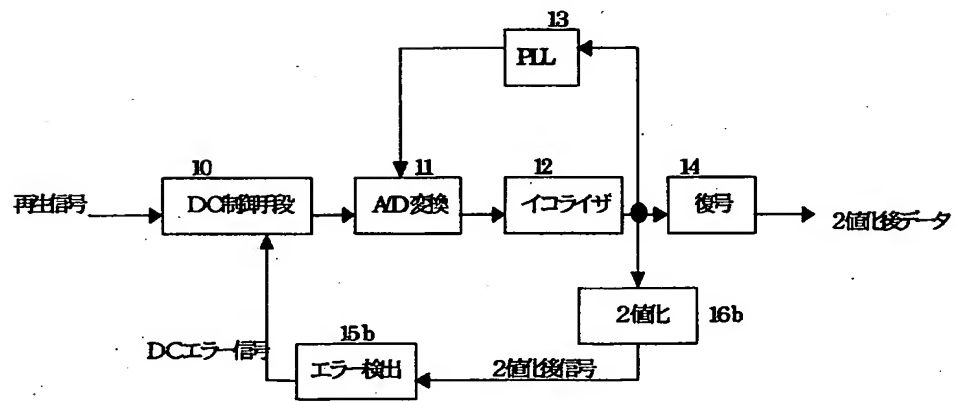 13
PLL
10
11
12
14
再生信号
DC制御手段
A/D変換
イコライザ
復号
2値化後データ
2値化
16b
15b
DCエラー信号
エラー検出
2値化後信号